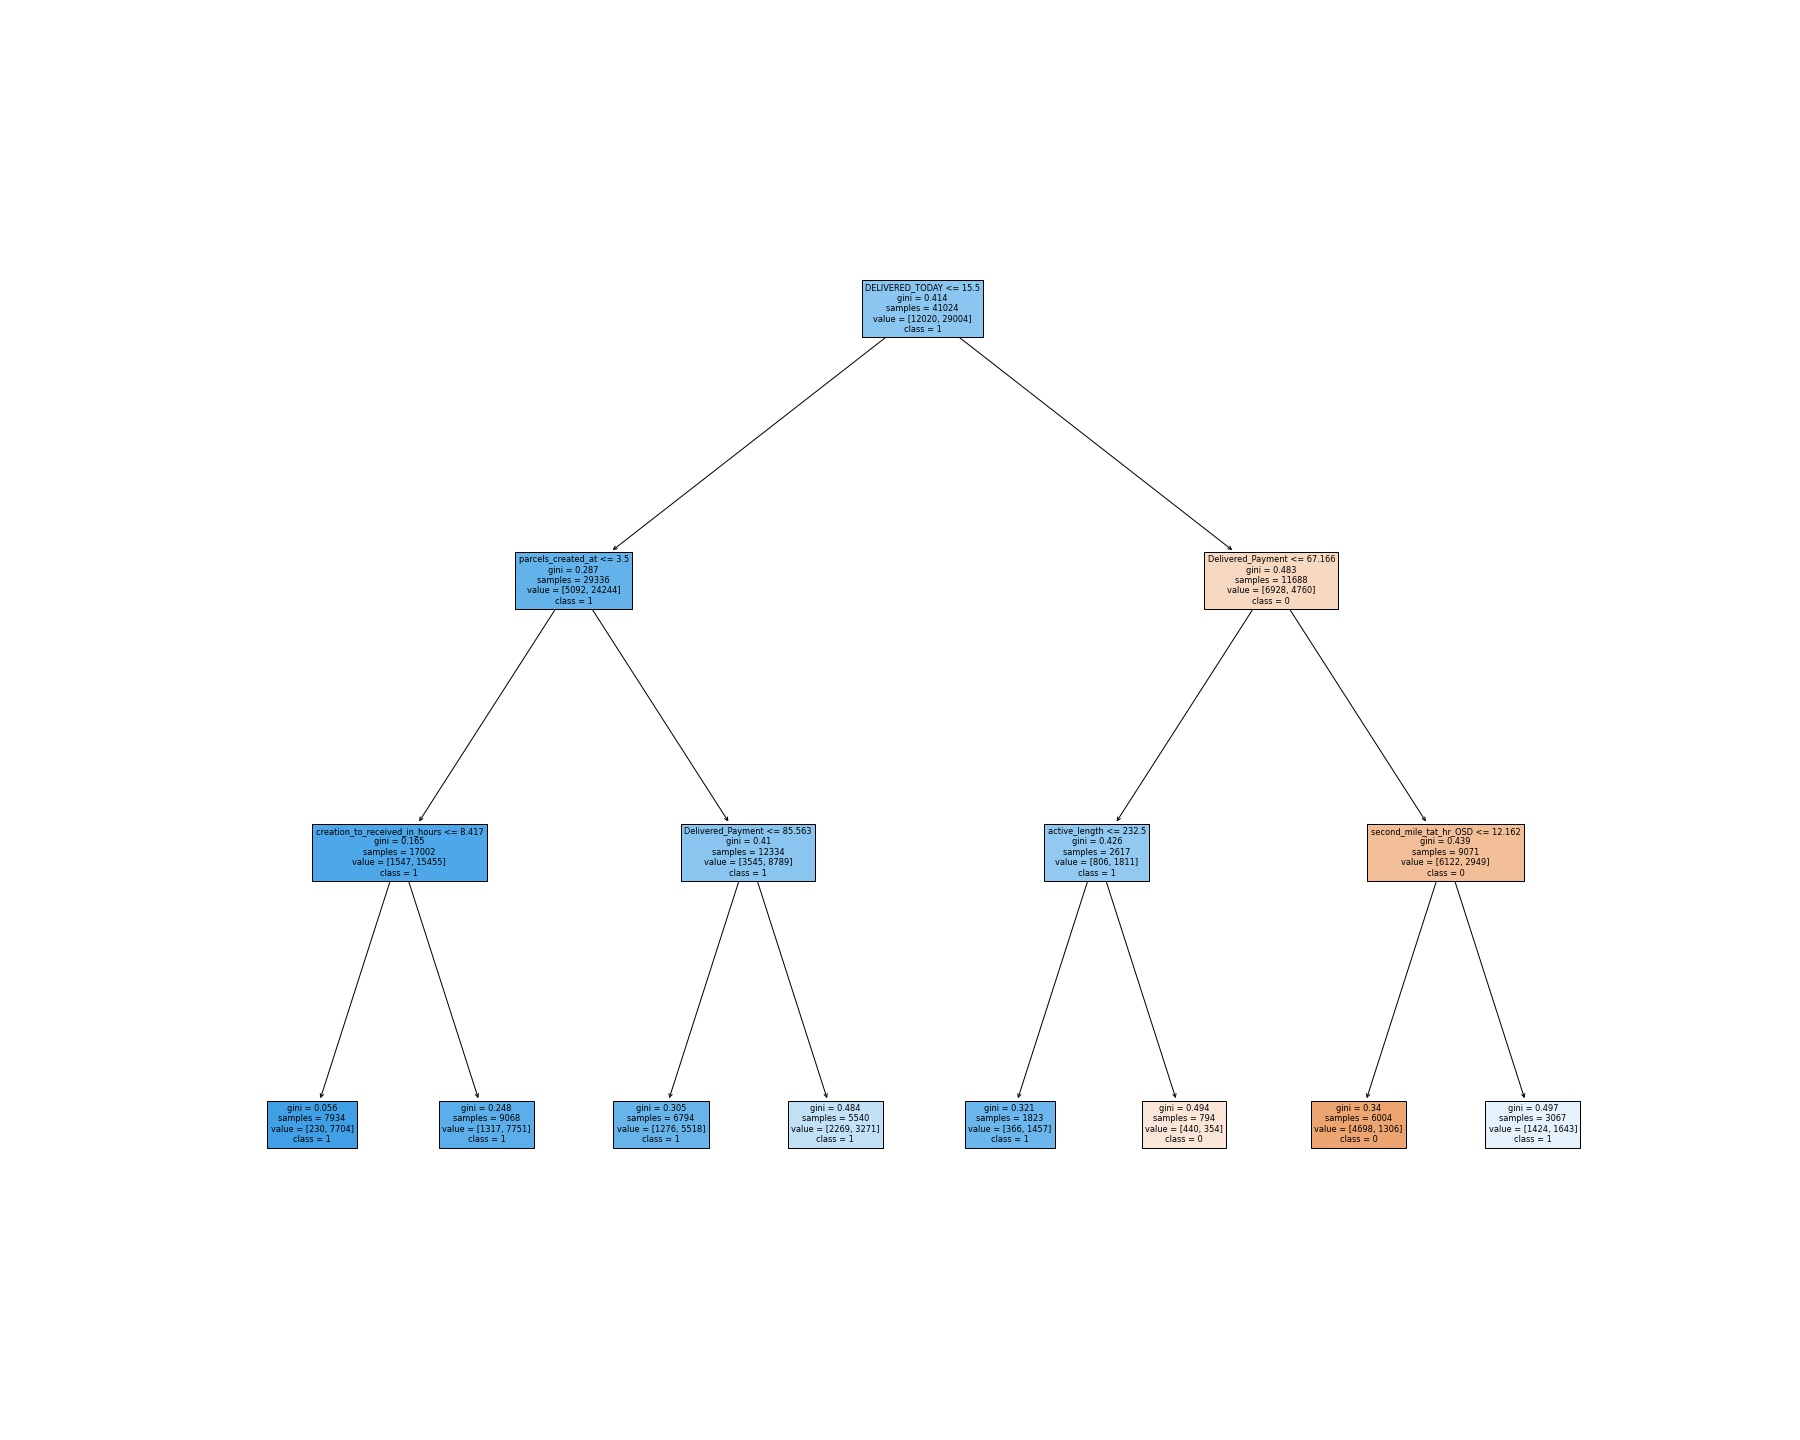 DELIVERED_TODAY <= 15.5
gini = 0.414
samples = 41024
value = [12020, 29004]
class = 1
parcels_created_at <= 3.5
gini = 0.287
samples = 29336
value = [5092, 24244]
class = 1
Delivered_Payment <= 67.166
gini = 0.483
samples = 11688
value = [6928, 4760]
class = 0
creation_to_received_in_hours <= 8.417
gini = 0.165
samples = 17002
value = [1547, 15455]
class = 1
Delivered_Payment <= 85.563
gini = 0.41
samples = 12334
value = [3545, 8789]
class = 1
active_length <= 232.5
gini = 0.426
samples = 2617
value = [806, 1811]
class = 1
second_mile_tat_hr_OSD <= 12.162
gini = 0.439
samples = 9071
value = [6122, 2949]
class = 0
gini = 0.056
samples = 7934
value = [230, 7704]
class = 1
gini = 0.248
samples = 9068
value = [1317, 7751]
class = 1
gini = 0.305
samples = 6794
value = [1276, 5518]
class = 1
gini = 0.484
samples = 5540
value = [2269, 3271]
class = 1
gini = 0.321
samples = 1823
value = [366, 1457]
class = 1
gini = 0.494
samples = 794
value = [440, 354]
class = 0
gini = 0.34
samples = 6004
value = [4698, 1306]
class = 0
gini = 0.497
samples = 3067
value = [1424, 1643]
class = 1